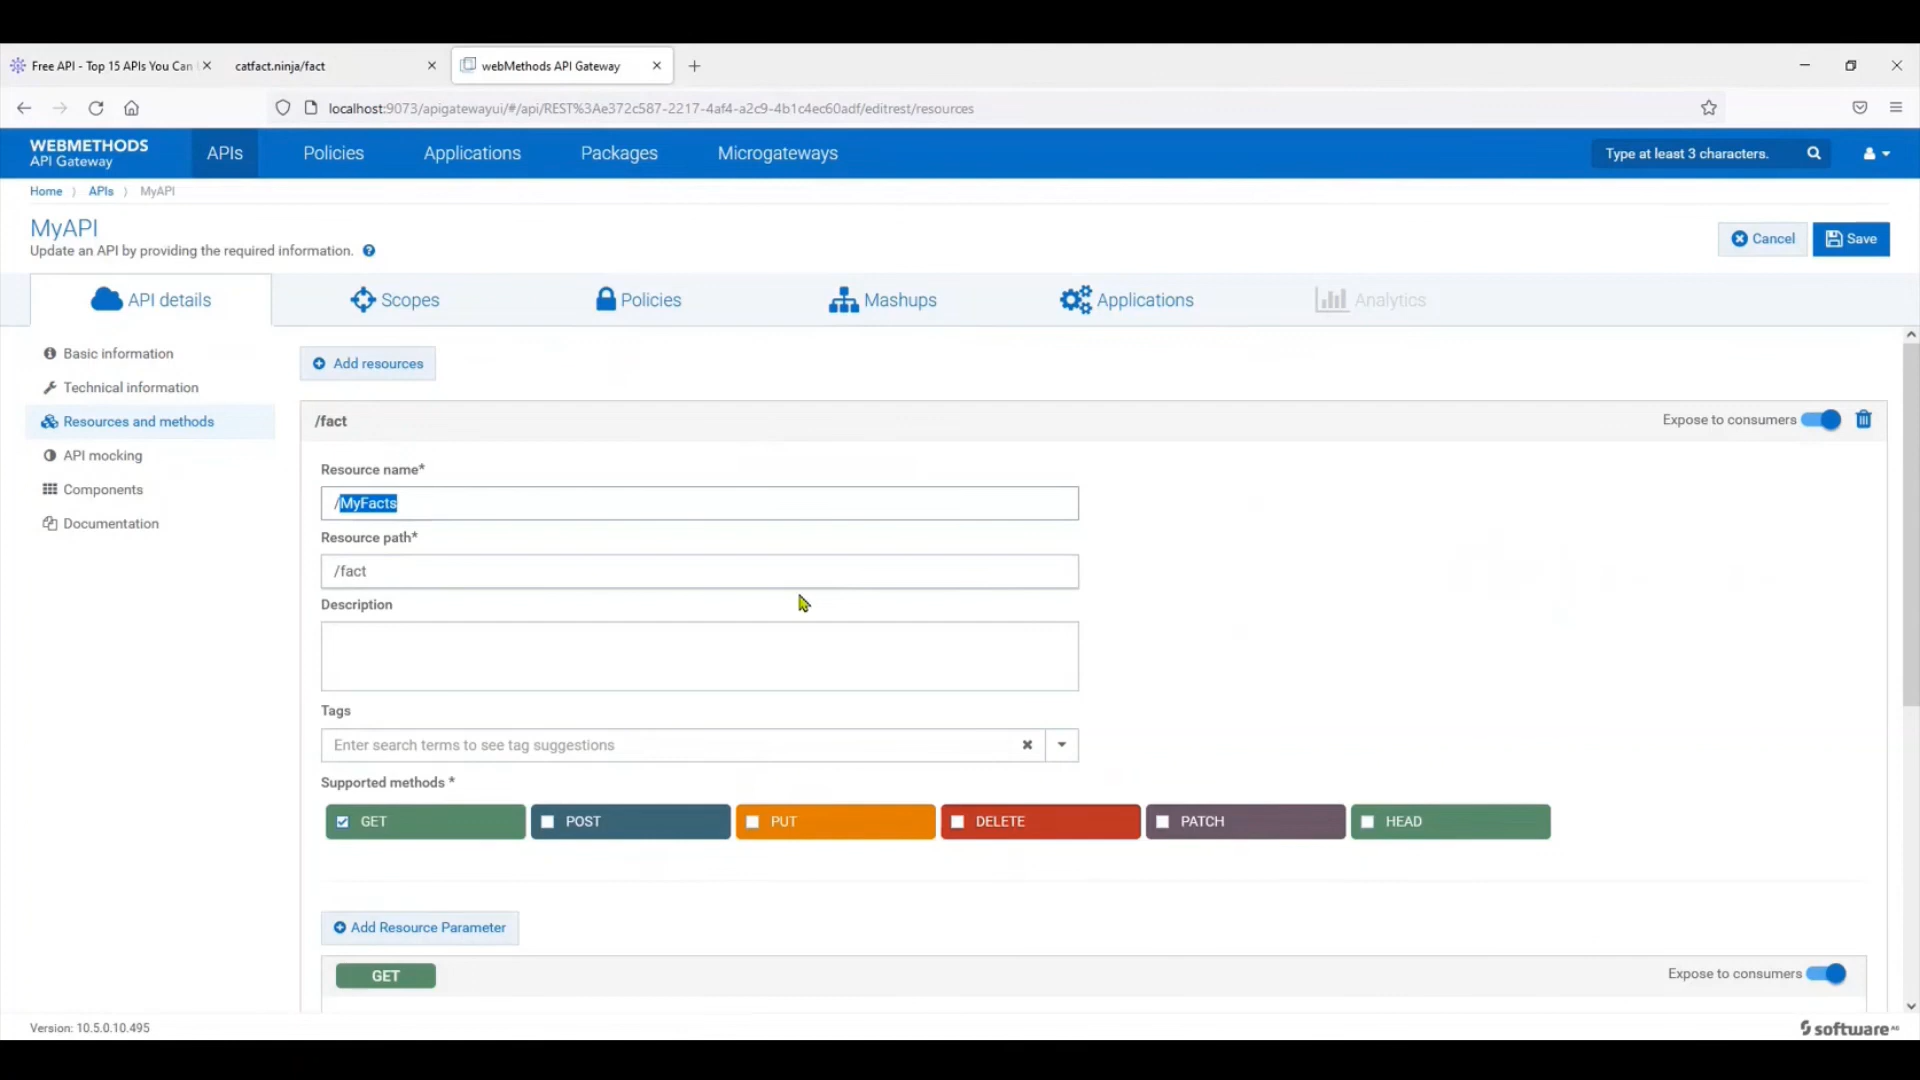 Free API - Top 15 APIs You Can
catfact.ninja/fact
webMethods API Gateway
localhost:9073/apigatewayui/#/api/REST%3Ae372c587-2217-4af4-a2c9-4b1c4ec60adf/editrest/resources
WEBMETHODS
API Gateway
APIs
Policies
Applications
Packages
Microgateways
Type at least 3 characters.
Home
APIs
MyAPI
MyAPI
Update an API by providing the required information.
Cancel
Save
API details
Scopes
Policies
Mashups
Applications
Analytics
Basic information
Technical information
Resources and methods
API mocking
Components
Documentation
Add resources
/fact
Expose to consumers
Resource name*
/MyFacts
Resource path*
/fact
Description
Tags
Enter search terms to see tag suggestions
Supported methods *
GET
POST
PUT
DELETE
PATCH
HEAD
Add Resource Parameter
GET
Expose to consumers
Version: 10.5.0.10.495
software AG